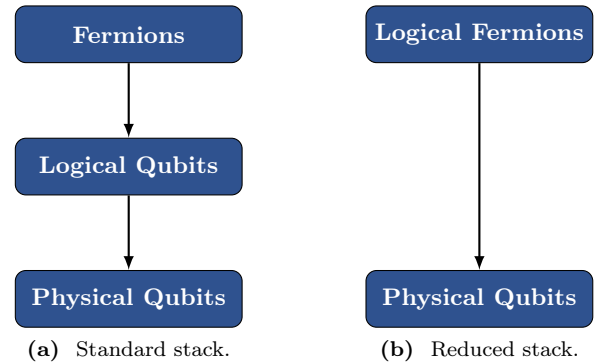 Fermions
Logical Qubits
Physical Qubits
(a) Standard stack.
Logical Fermions
Physical Qubits
(b) Reduced stack.